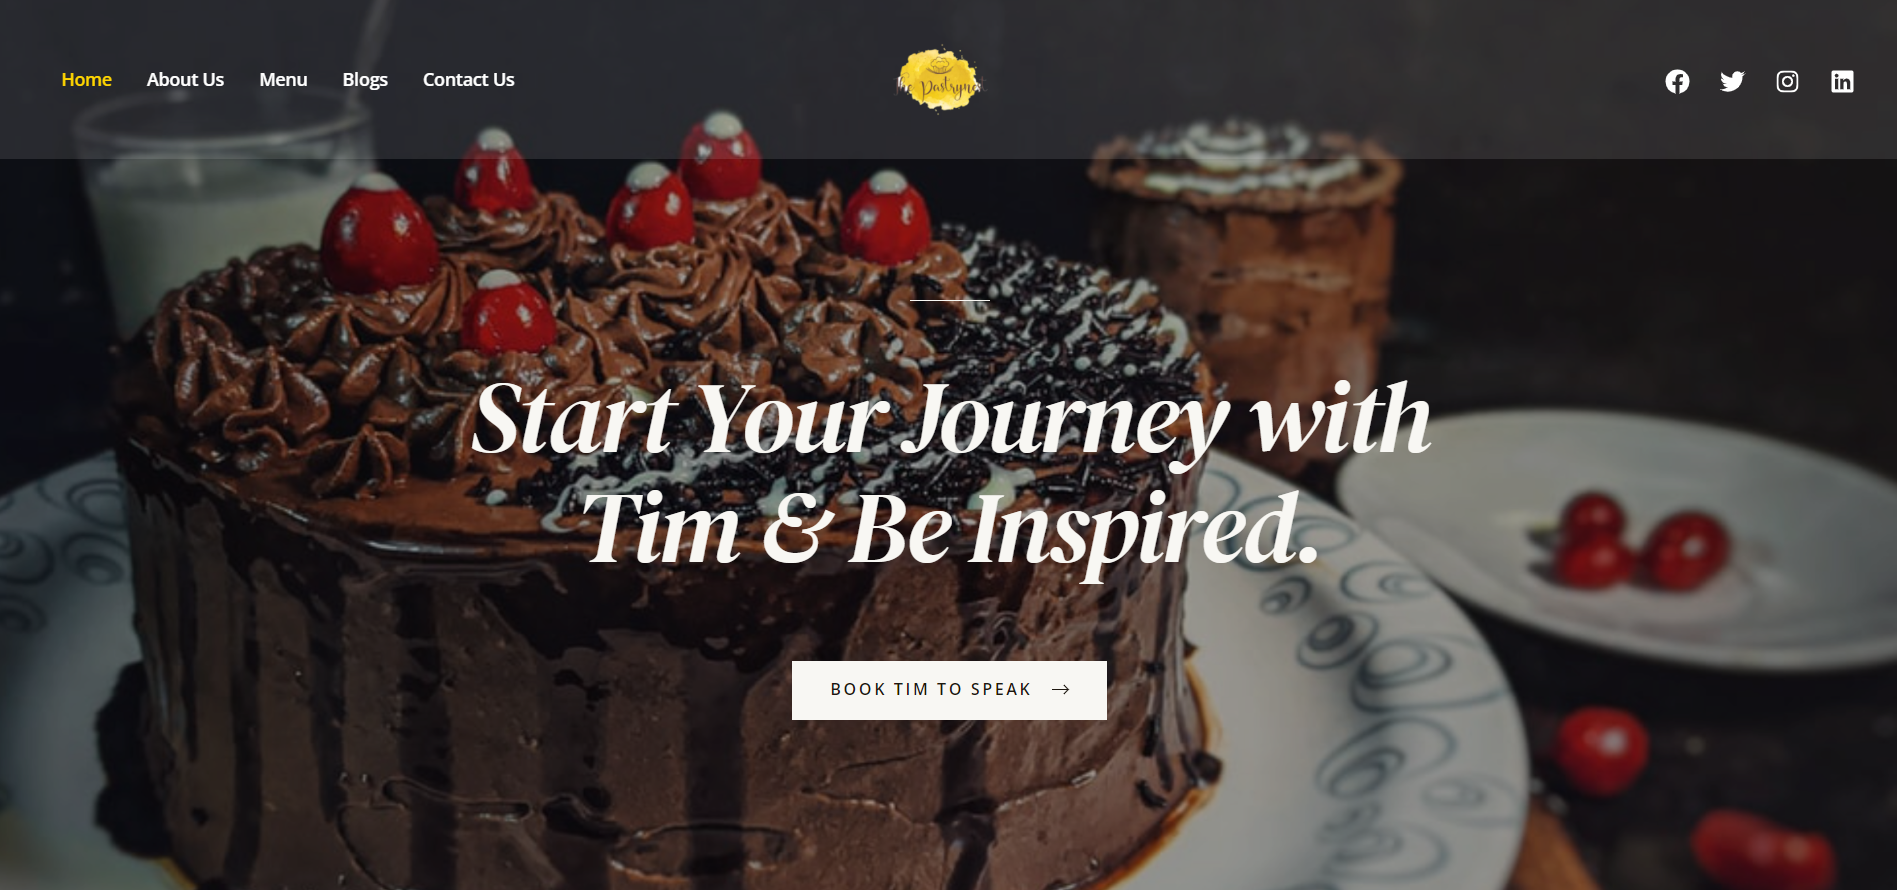 Home About Us Menu Blogs Contact Us
The Pastryner
Start Your Journey with
Tim & Be Inspired.
BOOK TIM TO SPEAK